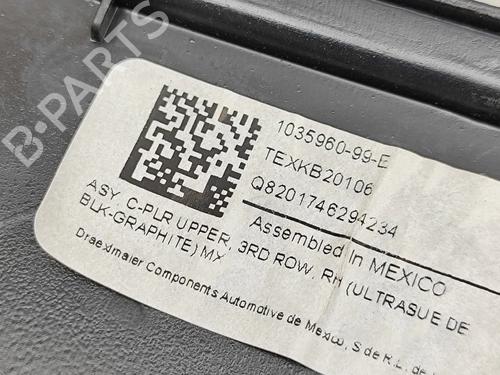 1035960-99-E
TEXKB20106
Q8201746294234
Assembled In MEXICO
ASY, C-PLR UPPER, 3RD ROW, RH (ULTRASUE DE
BLK-GRAPHITE) MX
Draexlmaier Components Automotive de Mexico, S de R.L. de
B-PARTS